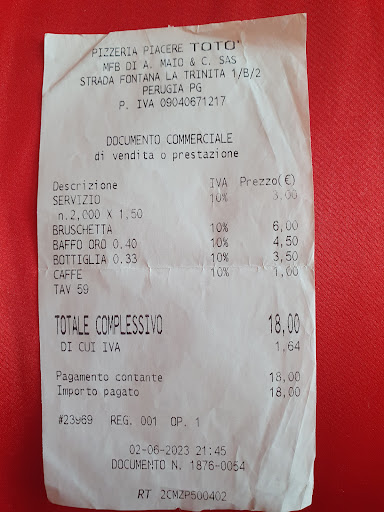 PIZZERIA PIACERE TOTO'
MFB DI A. MAIO & C. SAS
STRADA FONTANA LA TRINITA 1/B/2
PERUGIA PG
P. IVA 09040671217
DOCUMENTO COMMERCIALE
di vendita o prestazione
Descrizione IVA Prezzo(€)
SERVIZIO 10% 3,00
n.2,000 X 1,50
BRUSCHETTA 10% 6,00
BAFFO ORO 0.40 10% 4,50
BOTTIGLIA 0.33 10% 3,50
CAFFE 10% 1,00
TAV 59
TOTALE COMPLESSIVO 18,00
DI CUI IVA 1,64
Pagamento contante 18,00
Importo pagato 18,00
#23969 REG. 001 OP. 1
02-06-2023 21:45
DOCUMENTO N. 1876-0054
RT 2CMZP500402